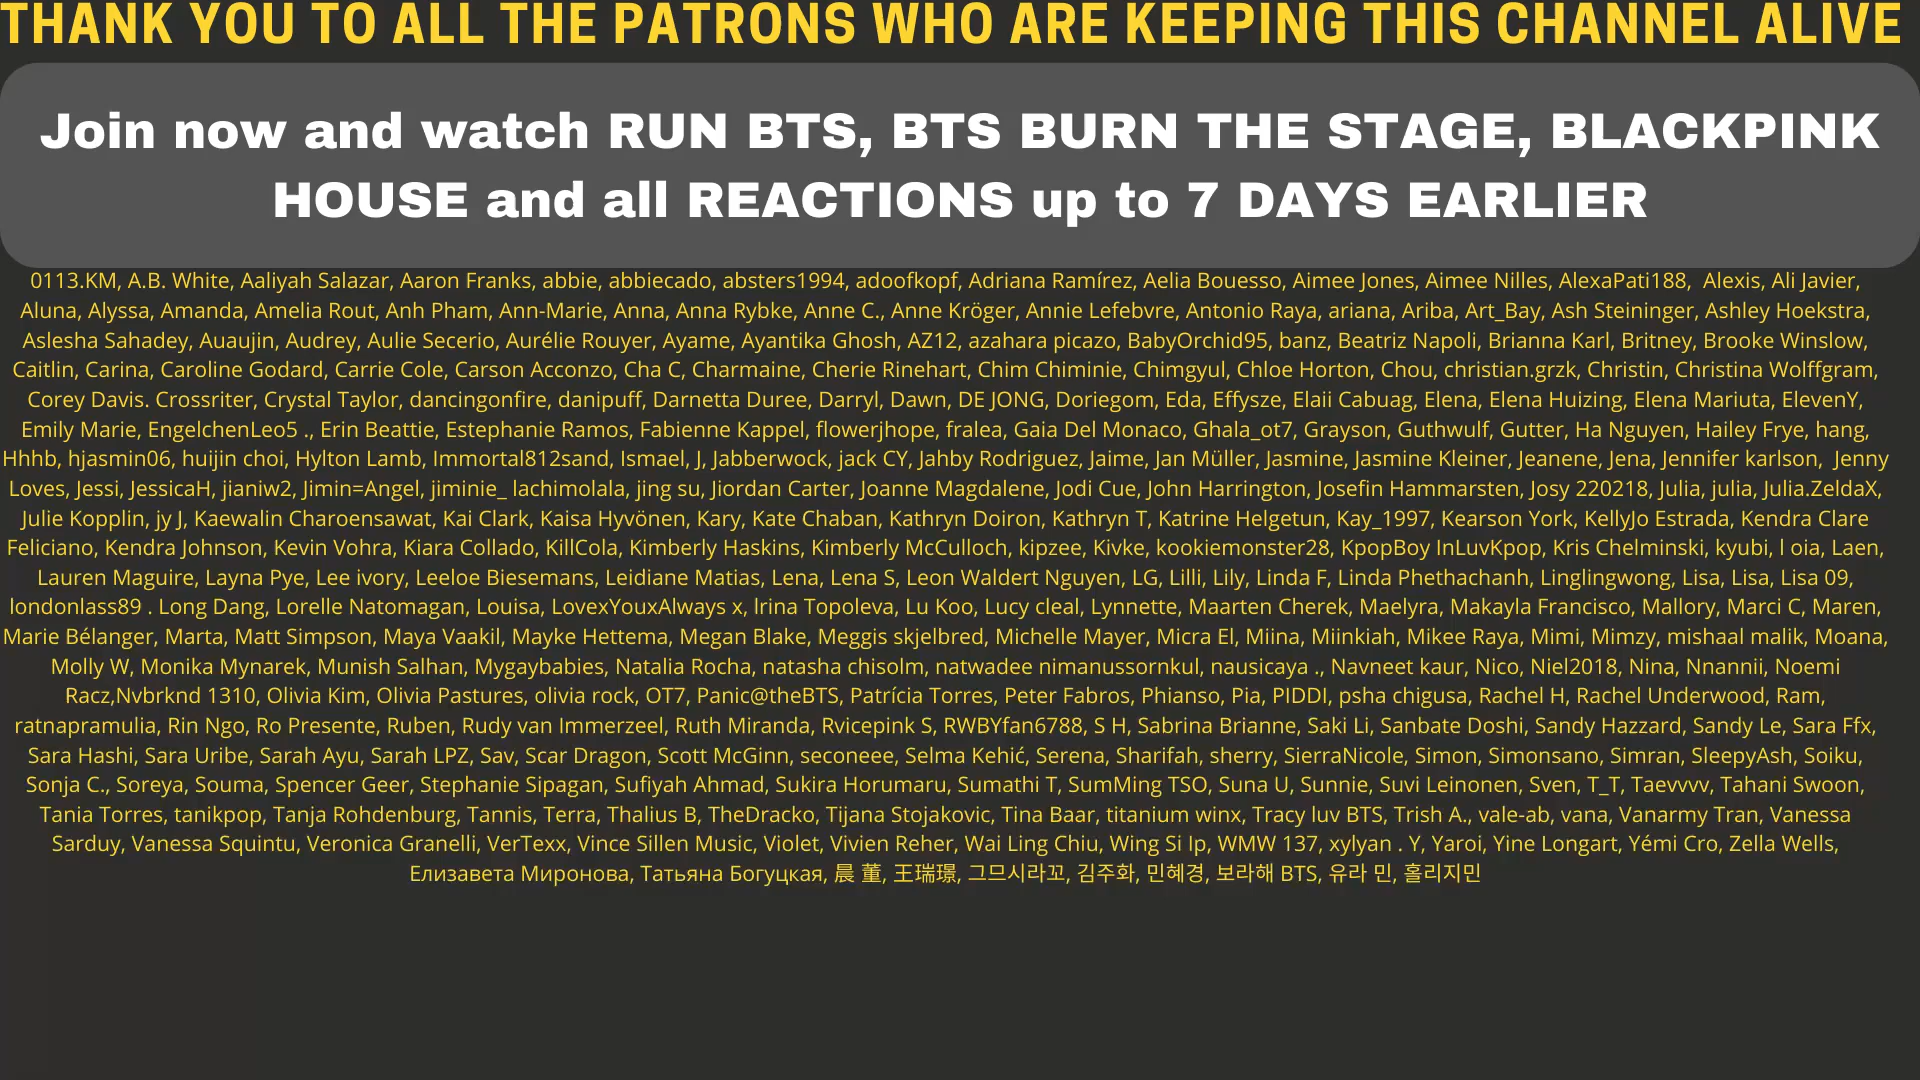 THANK YOU TO ALL THE PATRONS WHO ARE KEEPING THIS CHANNEL ALIVE
Join now and watch RUN BTS, BTS BURN THE STAGE, BLACKPINK
HOUSE and all REACTIONS up to 7 DAYS EARLIER
0113.KM, A.B. White, Aaliyah Salazar, Aaron Franks, abbie, abbiecado, absters1994, adoofkopf, Adriana Ramírez, Aelia Bouesso, Aimee Jones, Aimee Nilles, AlexaPati188,  Alexis, Ali Javier,
Aluna, Alyssa, Amanda, Amelia Rout, Anh Pham, Ann-Marie, Anna, Anna Rybke, Anne C., Anne Kröger, Annie Lefebvre, Antonio Raya, ariana, Ariba, Art_Bay, Ash Steininger, Ashley Hoekstra,
Aslesha Sahadey, Auaujin, Audrey, Aulie Secerio, Aurélie Rouyer, Ayame, Ayantika Ghosh, AZ12, azahara picazo, BabyOrchid95, banz, Beatriz Napoli, Brianna Karl, Britney, Brooke Winslow,
Caitlin, Carina, Caroline Godard, Carrie Cole, Carson Acconzo, Cha C, Charmaine, Cherie Rinehart, Chim Chiminie, Chimgyul, Chloe Horton, Chou, christian.grzk, Christin, Christina Wolffgram,
Corey Davis. Crossriter, Crystal Taylor, dancingonfire, danipuff, Darnetta Duree, Darryl, Dawn, DE JONG, Doriegom, Eda, Effysze, Elaii Cabuag, Elena, Elena Huizing, Elena Mariuta, ElevenY,
Emily Marie, EngelchenLeo5 ., Erin Beattie, Estephanie Ramos, Fabienne Kappel, flowerjhope, fralea, Gaia Del Monaco, Ghala_ot7, Grayson, Guthwulf, Gutter, Ha Nguyen, Hailey Frye, hang,
Hhhb, hjasmin06, huijin choi, Hylton Lamb, Immortal812sand, Ismael, J, Jabberwock, jack CY, Jahby Rodriguez, Jaime, Jan Müller, Jasmine, Jasmine Kleiner, Jeanene, Jena, Jennifer karlson,  Jenny
Loves, Jessi, JessicaH, jianiw2, Jimin=Angel, jiminie_ lachimolala, jing su, Jiordan Carter, Joanne Magdalene, Jodi Cue, John Harrington, Josefin Hammarsten, Josy 220218, Julia, julia, Julia.ZeldaX,
Julie Kopplin, jy J, Kaewalin Charoensawat, Kai Clark, Kaisa Hyvönen, Kary, Kate Chaban, Kathryn Doiron, Kathryn T, Katrine Helgetun, Kay_1997, Kearson York, KellyJo Estrada, Kendra Clare
Feliciano, Kendra Johnson, Kevin Vohra, Kiara Collado, KillCola, Kimberly Haskins, Kimberly McCulloch, kipzee, Kivke, kookiemonster28, KpopBoy InLuvKpop, Kris Chelminski, kyubi, l oia, Laen,
Lauren Maguire, Layna Pye, Lee ivory, Leeloe Biesemans, Leidiane Matias, Lena, Lena S, Leon Waldert Nguyen, LG, Lilli, Lily, Linda F, Linda Phethachanh, Linglingwong, Lisa, Lisa, Lisa 09,
londonlass89 . Long Dang, Lorelle Natomagan, Louisa, LovexYouxAlways x, lrina Topoleva, Lu Koo, Lucy cleal, Lynnette, Maarten Cherek, Maelyra, Makayla Francisco, Mallory, Marci C, Maren,
Marie Bélanger, Marta, Matt Simpson, Maya Vaakil, Mayke Hettema, Megan Blake, Meggis skjelbred, Michelle Mayer, Micra El, Miina, Miinkiah, Mikee Raya, Mimi, Mimzy, mishaal malik, Moana,
Molly W, Monika Mynarek, Munish Salhan, Mygaybabies, Natalia Rocha, natasha chisolm, natwadee nimanussornkul, nausicaya ., Navneet kaur, Nico, Niel2018, Nina, Nnannii, Noemi
Racz,Nvbrknd 1310, Olivia Kim, Olivia Pastures, olivia rock, OT7, Panic@theBTS, Patrícia Torres, Peter Fabros, Phianso, Pia, PIDDI, psha chigusa, Rachel H, Rachel Underwood, Ram,
ratnapramulia, Rin Ngo, Ro Presente, Ruben, Rudy van Immerzeel, Ruth Miranda, Rvicepink S, RWBYfan6788, S H, Sabrina Brianne, Saki Li, Sanbate Doshi, Sandy Hazzard, Sandy Le, Sara Ffx,
Sara Hashi, Sara Uribe, Sarah Ayu, Sarah LPZ, Sav, Scar Dragon, Scott McGinn, seconeee, Selma Kehić, Serena, Sharifah, sherry, SierraNicole, Simon, Simonsano, Simran, SleepyAsh, Soiku,
Sonja C., Soreya, Souma, Spencer Geer, Stephanie Sipagan, Sufiyah Ahmad, Sukira Horumaru, Sumathi T, SumMing TSO, Suna U, Sunnie, Suvi Leinonen, Sven, T_T, Taevvvv, Tahani Swoon,
Tania Torres, tanikpop, Tanja Rohdenburg, Tannis, Terra, Thalius B, TheDracko, Tijana Stojakovic, Tina Baar, titanium winx, Tracy luv BTS, Trish A., vale-ab, vana, Vanarmy Tran, Vanessa
Sarduy, Vanessa Squintu, Veronica Granelli, VerTexx, Vince Sillen Music, Violet, Vivien Reher, Wai Ling Chiu, Wing Si Ip, WMW 137, xylyan . Y, Yaroi, Yine Longart, Yémi Cro, Zella Wells,
Елизавета Миронова, Татьяна Богуцкая, 晨 董, 王瑞璟, 그므시라꼬, 김주화, 민혜경, 보라해 BTS, 유라 민, 홀리지민